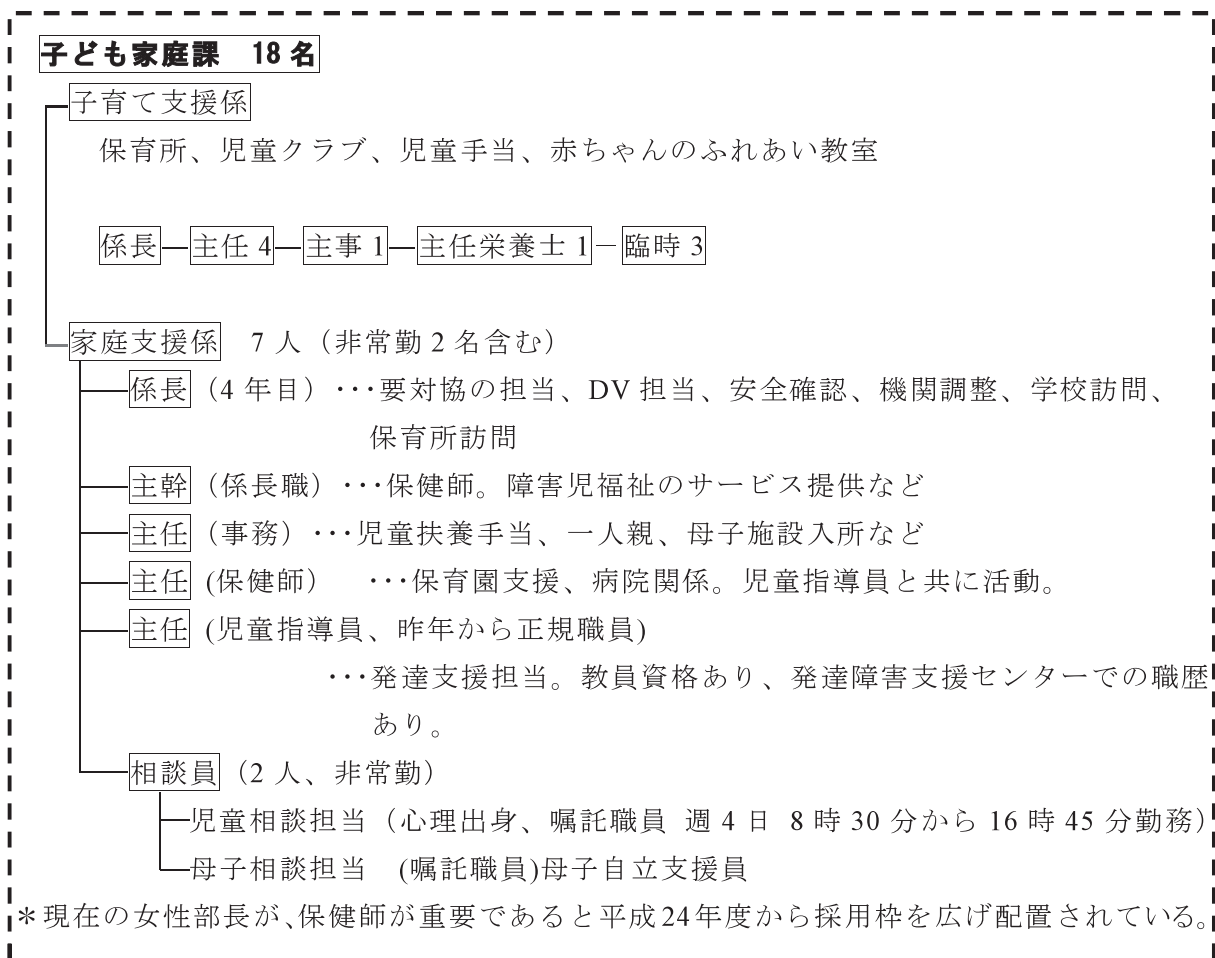 子ども家庭課　18 名
子育て支援係
保育所、児童クラブ、児童手当、赤ちゃんのふれあい教室
係長―主任 4―主事 1―主任栄養士 1－臨時 3
家庭支援係　7 人（非常勤 2 名含む）
係長（4 年目）･･･要対協の担当、DV 担当、安全確認、機関調整、学校訪問、
保育所訪問
主幹（係長職）･･･保健師。障害児福祉のサービス提供など
主任（事務）･･･児童扶養手当、一人親、母子施設入所など
主任 (保健師）　･･･保育園支援、病院関係。児童指導員と共に活動。
主任 (児童指導員、昨年から正規職員)
･･･発達支援担当。教員資格あり、発達障害支援センターでの職歴
あり。
相談員（2 人、非常勤）
児童相談担当（心理出身、嘱託職員 週 4 日 8 時 30 分から 16 時 45 分勤務）
母子相談担当　(嘱託職員)母子自立支援員
＊現在の女性部長が、保健師が重要であると平成24年度から採用枠を広げ配置されている。